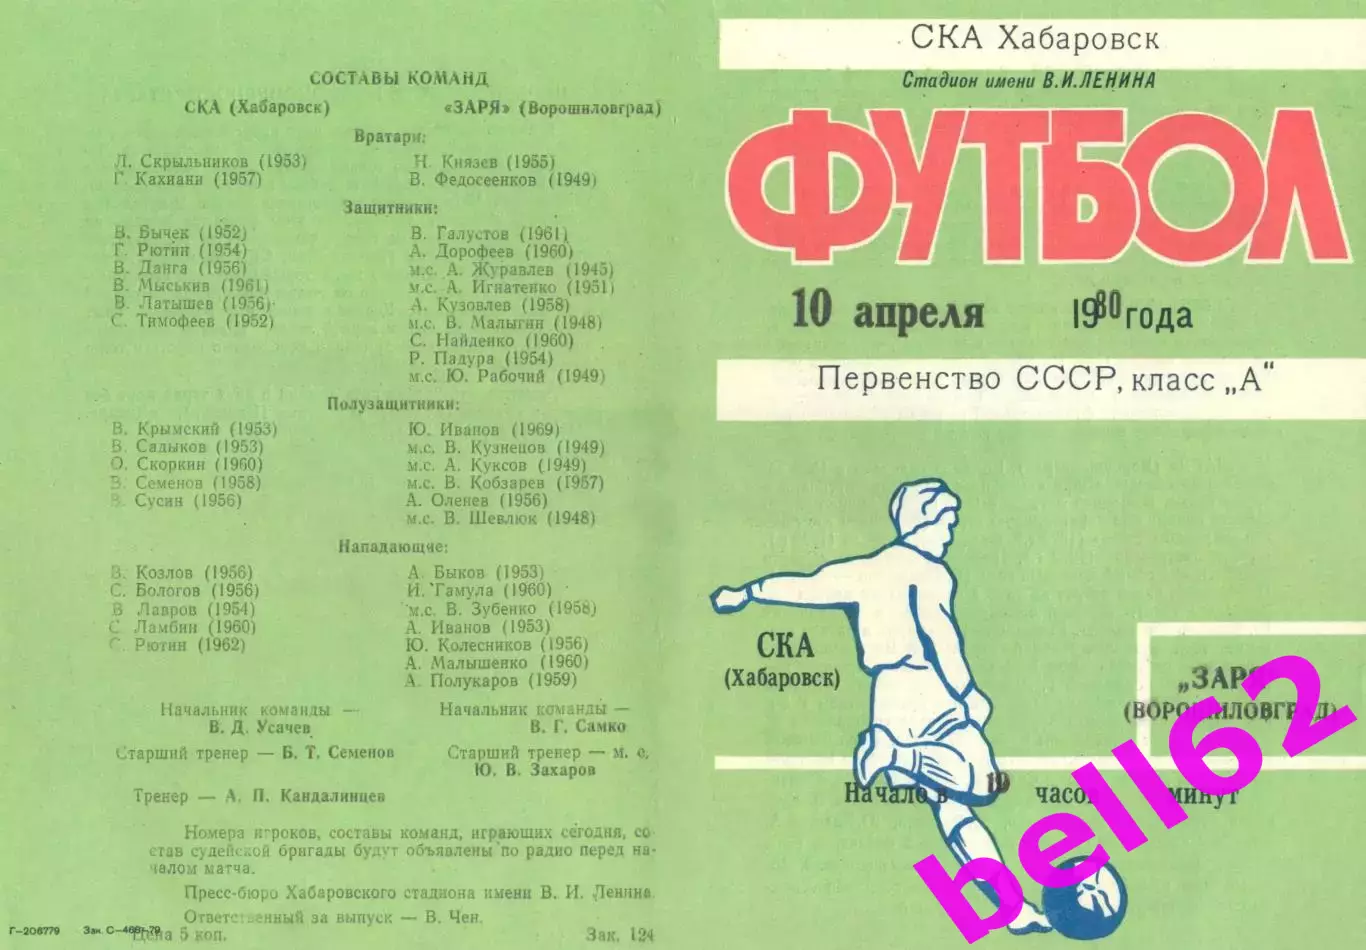 СОСТАВЫ КОМАНД
СКА (Хабаровск)
«ЗАРЯ» (Ворошиловград)
Вратари:
Л. Скрыльников (1953)
Г. Кахиани (1957)
Н. Князев (1955)
В. Федосеенков (1949)
Защитники:
В. Бычек (1952)
Г. Рютин (1954)
В. Данга (1956)
В. Мыськив (1961)
В. Латышев (1956)
С. Тимофеев (1952)
В. Галустов (1961)
А. Дорофеев (1960)
м.с. А. Журавлев (1945)
м.с. А. Игнатенко (1951)
А. Кузовлев (1958)
м.с. В. Малыгин (1948)
С. Найденко (1960)
Р. Падура (1954)
м.с. Ю. Рабочий (1949)
Полузащитники:
В. Крымский (1953)
В. Садыков (1953)
О. Скоркин (1960)
В. Семенов (1958)
В. Сусин (1956)
Ю. Иванов (1969)
м.с. В. Кузнецов (1949)
м.с. А. Куксов (1949)
м.с. В. Кобзарев (1957)
А. Оленев (1956)
м.с. В. Шевлюк (1948)
Нападающие:
В. Козлов (1956)
С. Бологов (1956)
В Лавров (1954)
С. Ламбин (1960)
С. Рютин (1962)
А. Быков (1953)
И. Гамула (1960)
м.с. В. Зубенко (1958)
А. Иванов (1953)
Ю. Колесников (1956)
А. Малышенко (1960)
А. Полукаров (1959)
Начальник команды —
В. Д. Усачев
Старший тренер — Б. Т. Семенов
Тренер — А. П. Кандалинцев
Начальник команды —
В. Г. Самко
Старший тренер — м. с.
Ю. В. Захаров
Номера игроков, составы команд, играющих сегодня, со-
став судейской бригады будут объявлены по радио перед на-
чалом матча.
Пресс-бюро Хабаровского стадиона имени В. И. Ленина.
Ответственный за выпуск — В. Чен.
Цена 5 коп.
Зак. 124
Г-206779 Зак. С-466т-79
СКА Хабаровск
Стадион имени В.И.ЛЕНИНА
ФУТБОЛ
10 апреля 1980 года
Первенство СССР, класс „А“
СКА
(Хабаровск)
„ЗАРЯ
(ВОРОШИЛОВГРАД)
Начало в 19 часов минут
bell62